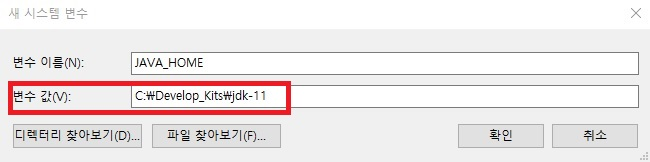 새 시스템 변수
변수 이름(N):
JAVA_HOME
변수 값(V):
C:₩Develop_Kits₩jdk-11
디렉터리 찾아보기(D)...
파일 찾아보기(F)...
확인
취소